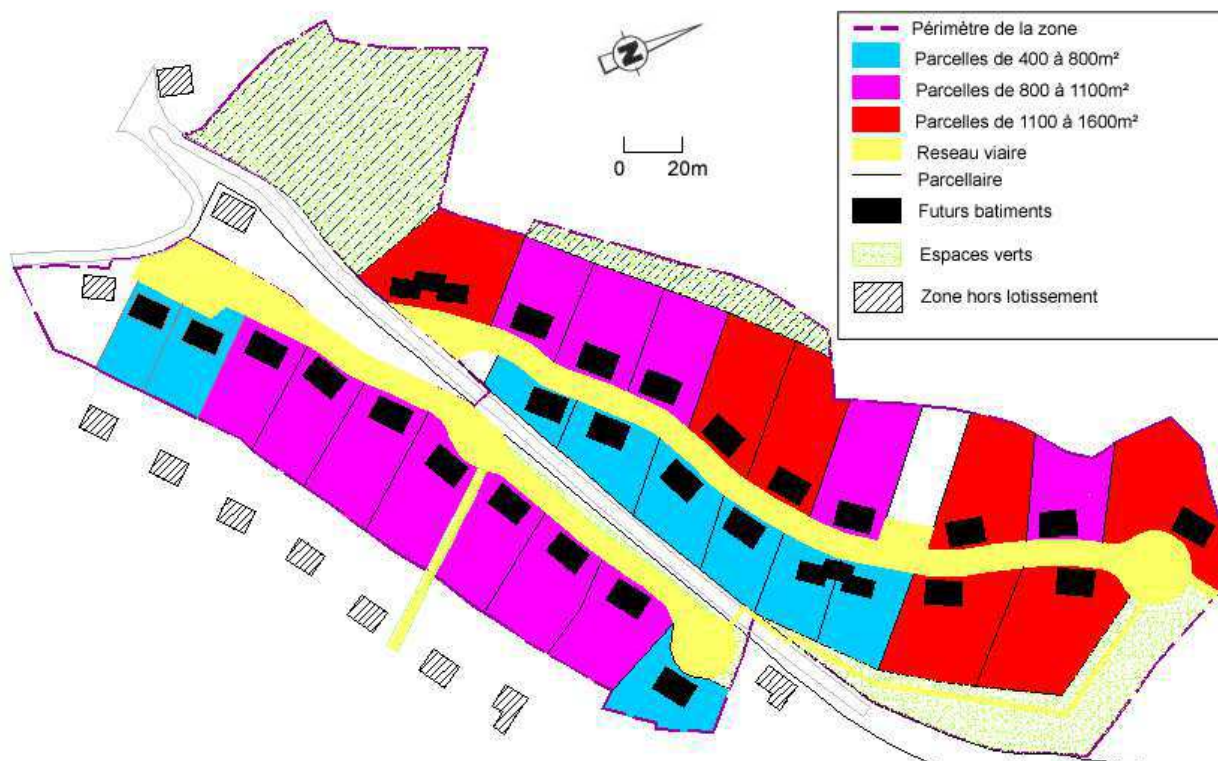 Périmètre de la zone
Parcelles de 400 à 800m²
Parcelles de 800 à 1100m²
Parcelles de 1100 à 1600m²
Reseau viaire
Parcellaire
Futurs batiments
Espaces verts
Zone hors lotissement
N
0 20m